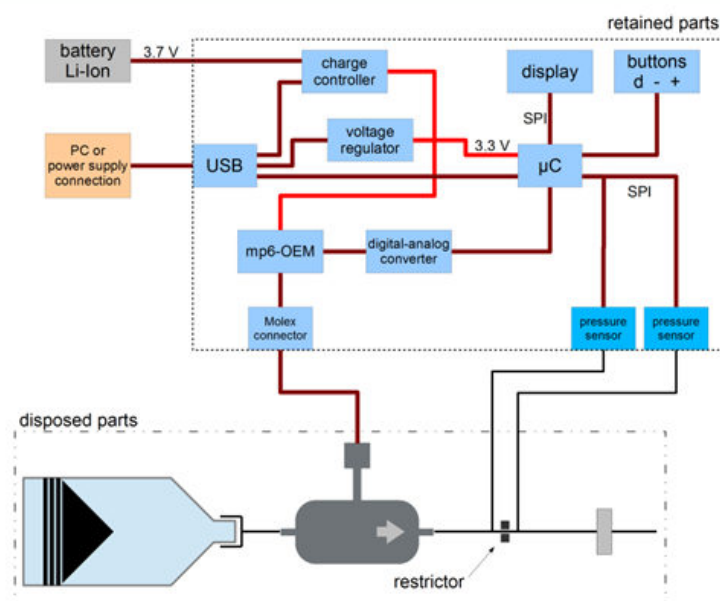 retained parts
battery
Li-Ion
3.7 V
charge
controller
display
buttons
d - +
SPI
voltage
regulator
PC or
power supply
connection
USB
3.3 V
µC
SPI
mp6-OEM
digital-analog
converter
Molex
connector
pressure
sensor
pressure
sensor
disposed parts
restrictor